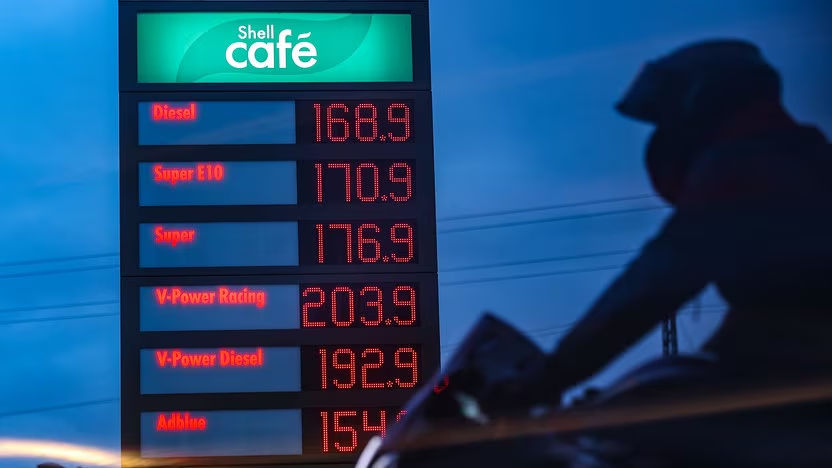 Shell
café
Diesel 168.9
Super E10 170.9
Super 176.9
V-Power Racing 203.9
V-Power Diesel 192.9
Adblue